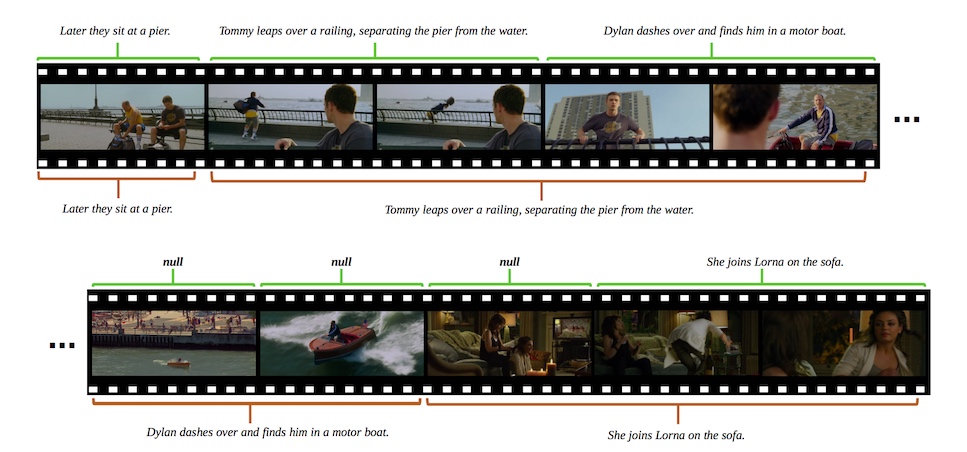 Later they sit at a pier.
Tommy leaps over a railing, separating the pier from the water.
Dylan dashes over and finds him in a motor boat.
...
Later they sit at a pier.
Tommy leaps over a railing, separating the pier from the water.
null
null
null
She joins Lorna on the sofa.
...
Dylan dashes over and finds him in a motor boat.
She joins Lorna on the sofa.